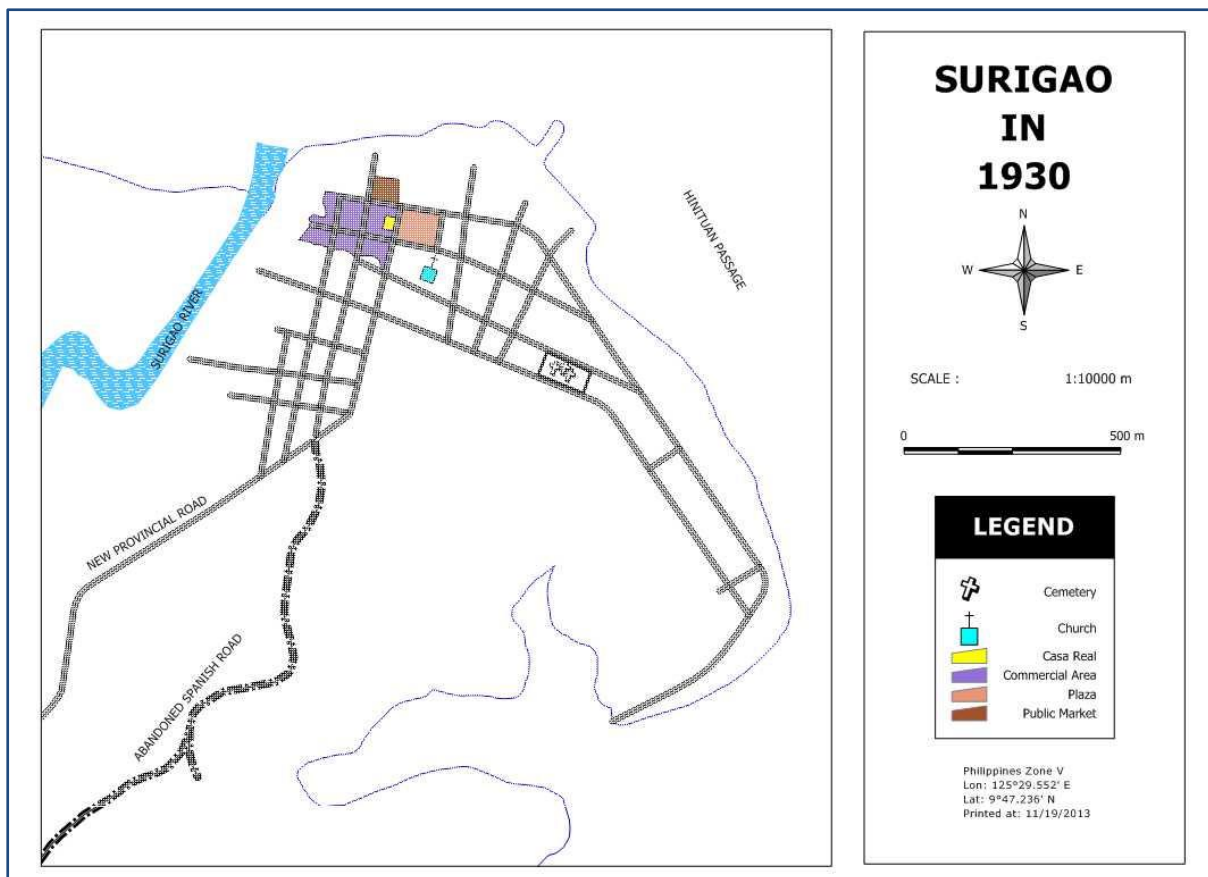 SURIGAO
IN
1930
N
W E
S
SCALE : 1:10000 m
0 500 m
LEGEND
Cemetery
Church
Casa Real
Commercial Area
Plaza
Public Market
Philippines Zone V
Lon: 125°29.552' E
Lat: 9°47.236' N
Printed at: 11/19/2013
HINITUAN PASSAGE
SURIGAO RIVER
NEW PROVINCIAL ROAD
ABANDONED SPANISH ROAD